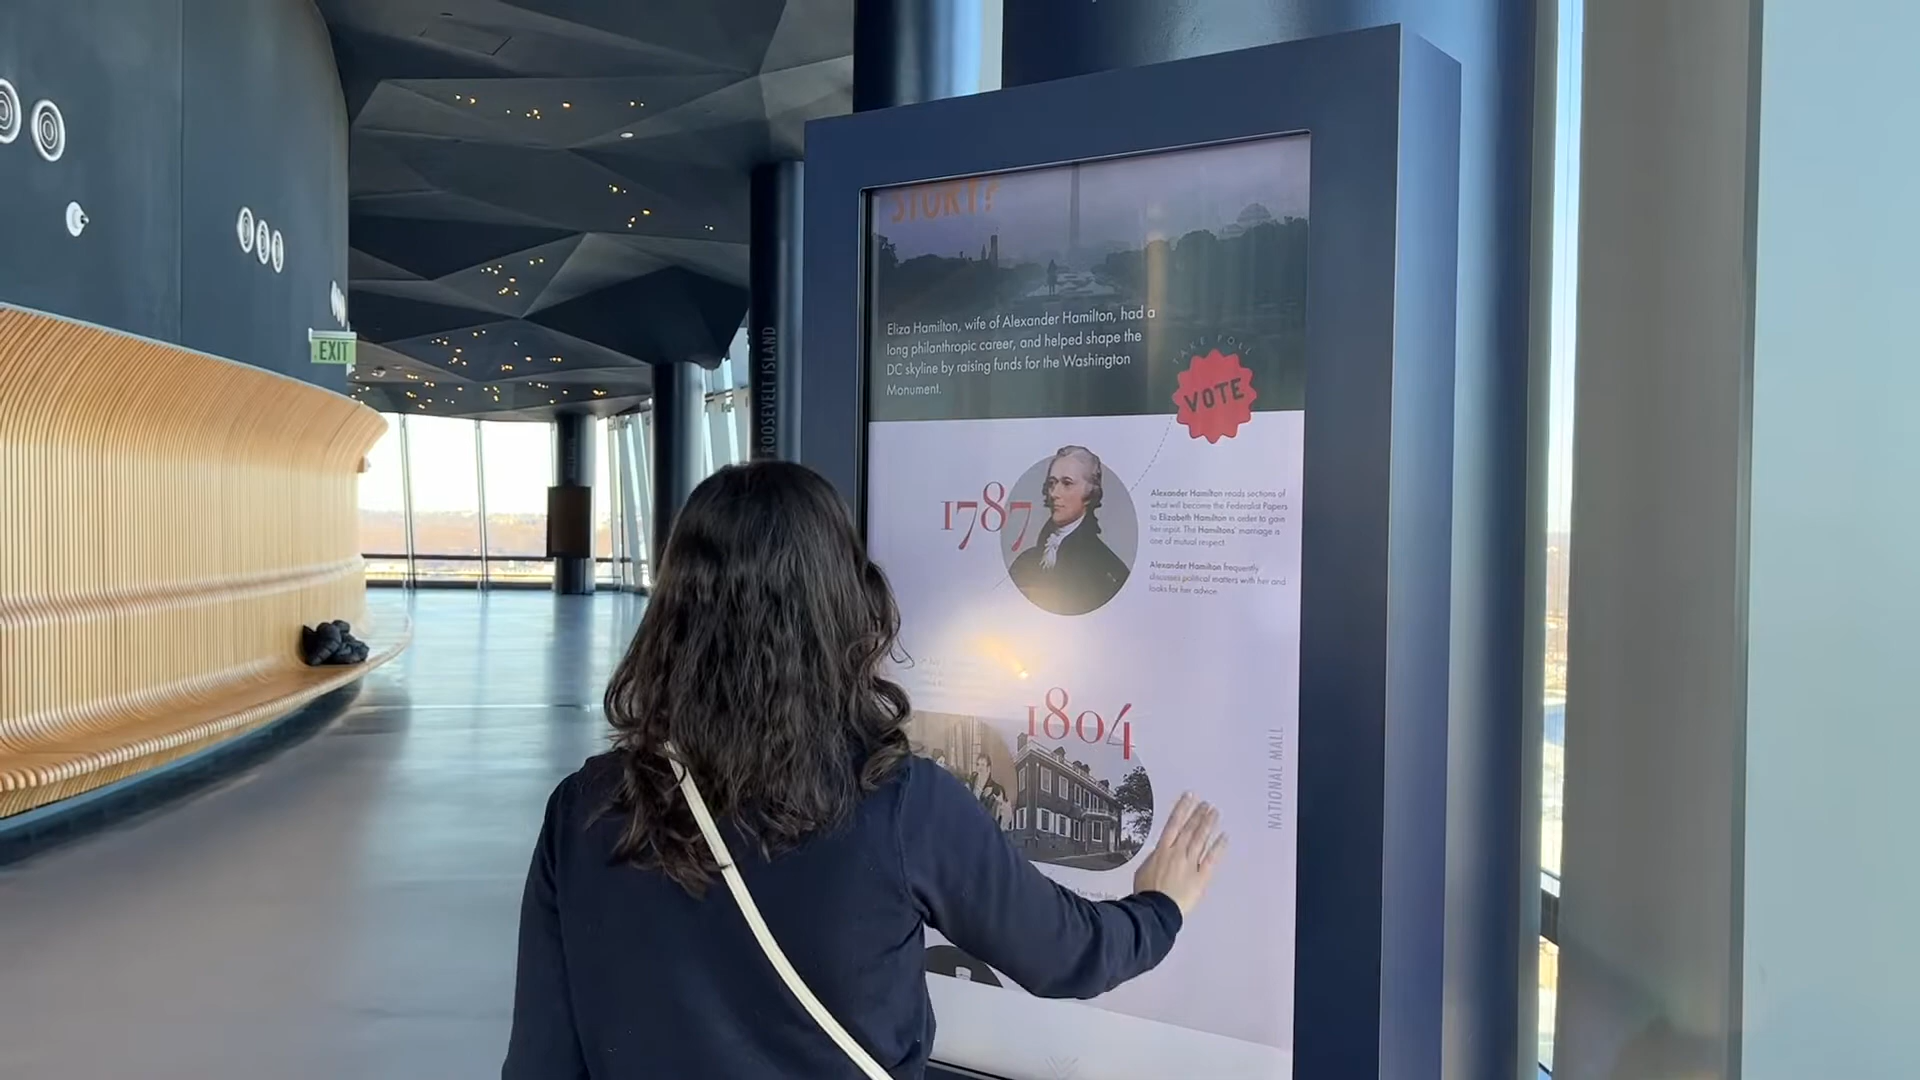 EXIT
ROOSEVELT ISLAND
STORY?
Eliza Hamilton, wife of Alexander Hamilton, had a
long philanthropic career, and helped shape the
DC skyline by raising funds for the Washington
Monument.
TAKE POLL
VOTE
1787
Alexander Hamilton reads sections of
what will become the Federalist Papers
to Elizabeth Hamilton in order to gain
her input. The Hamiltons' marriage is
one of mutual respect.
Alexander Hamilton frequently
discusses political matters with her and
looks for her advice.
1804
NATIONAL MALL